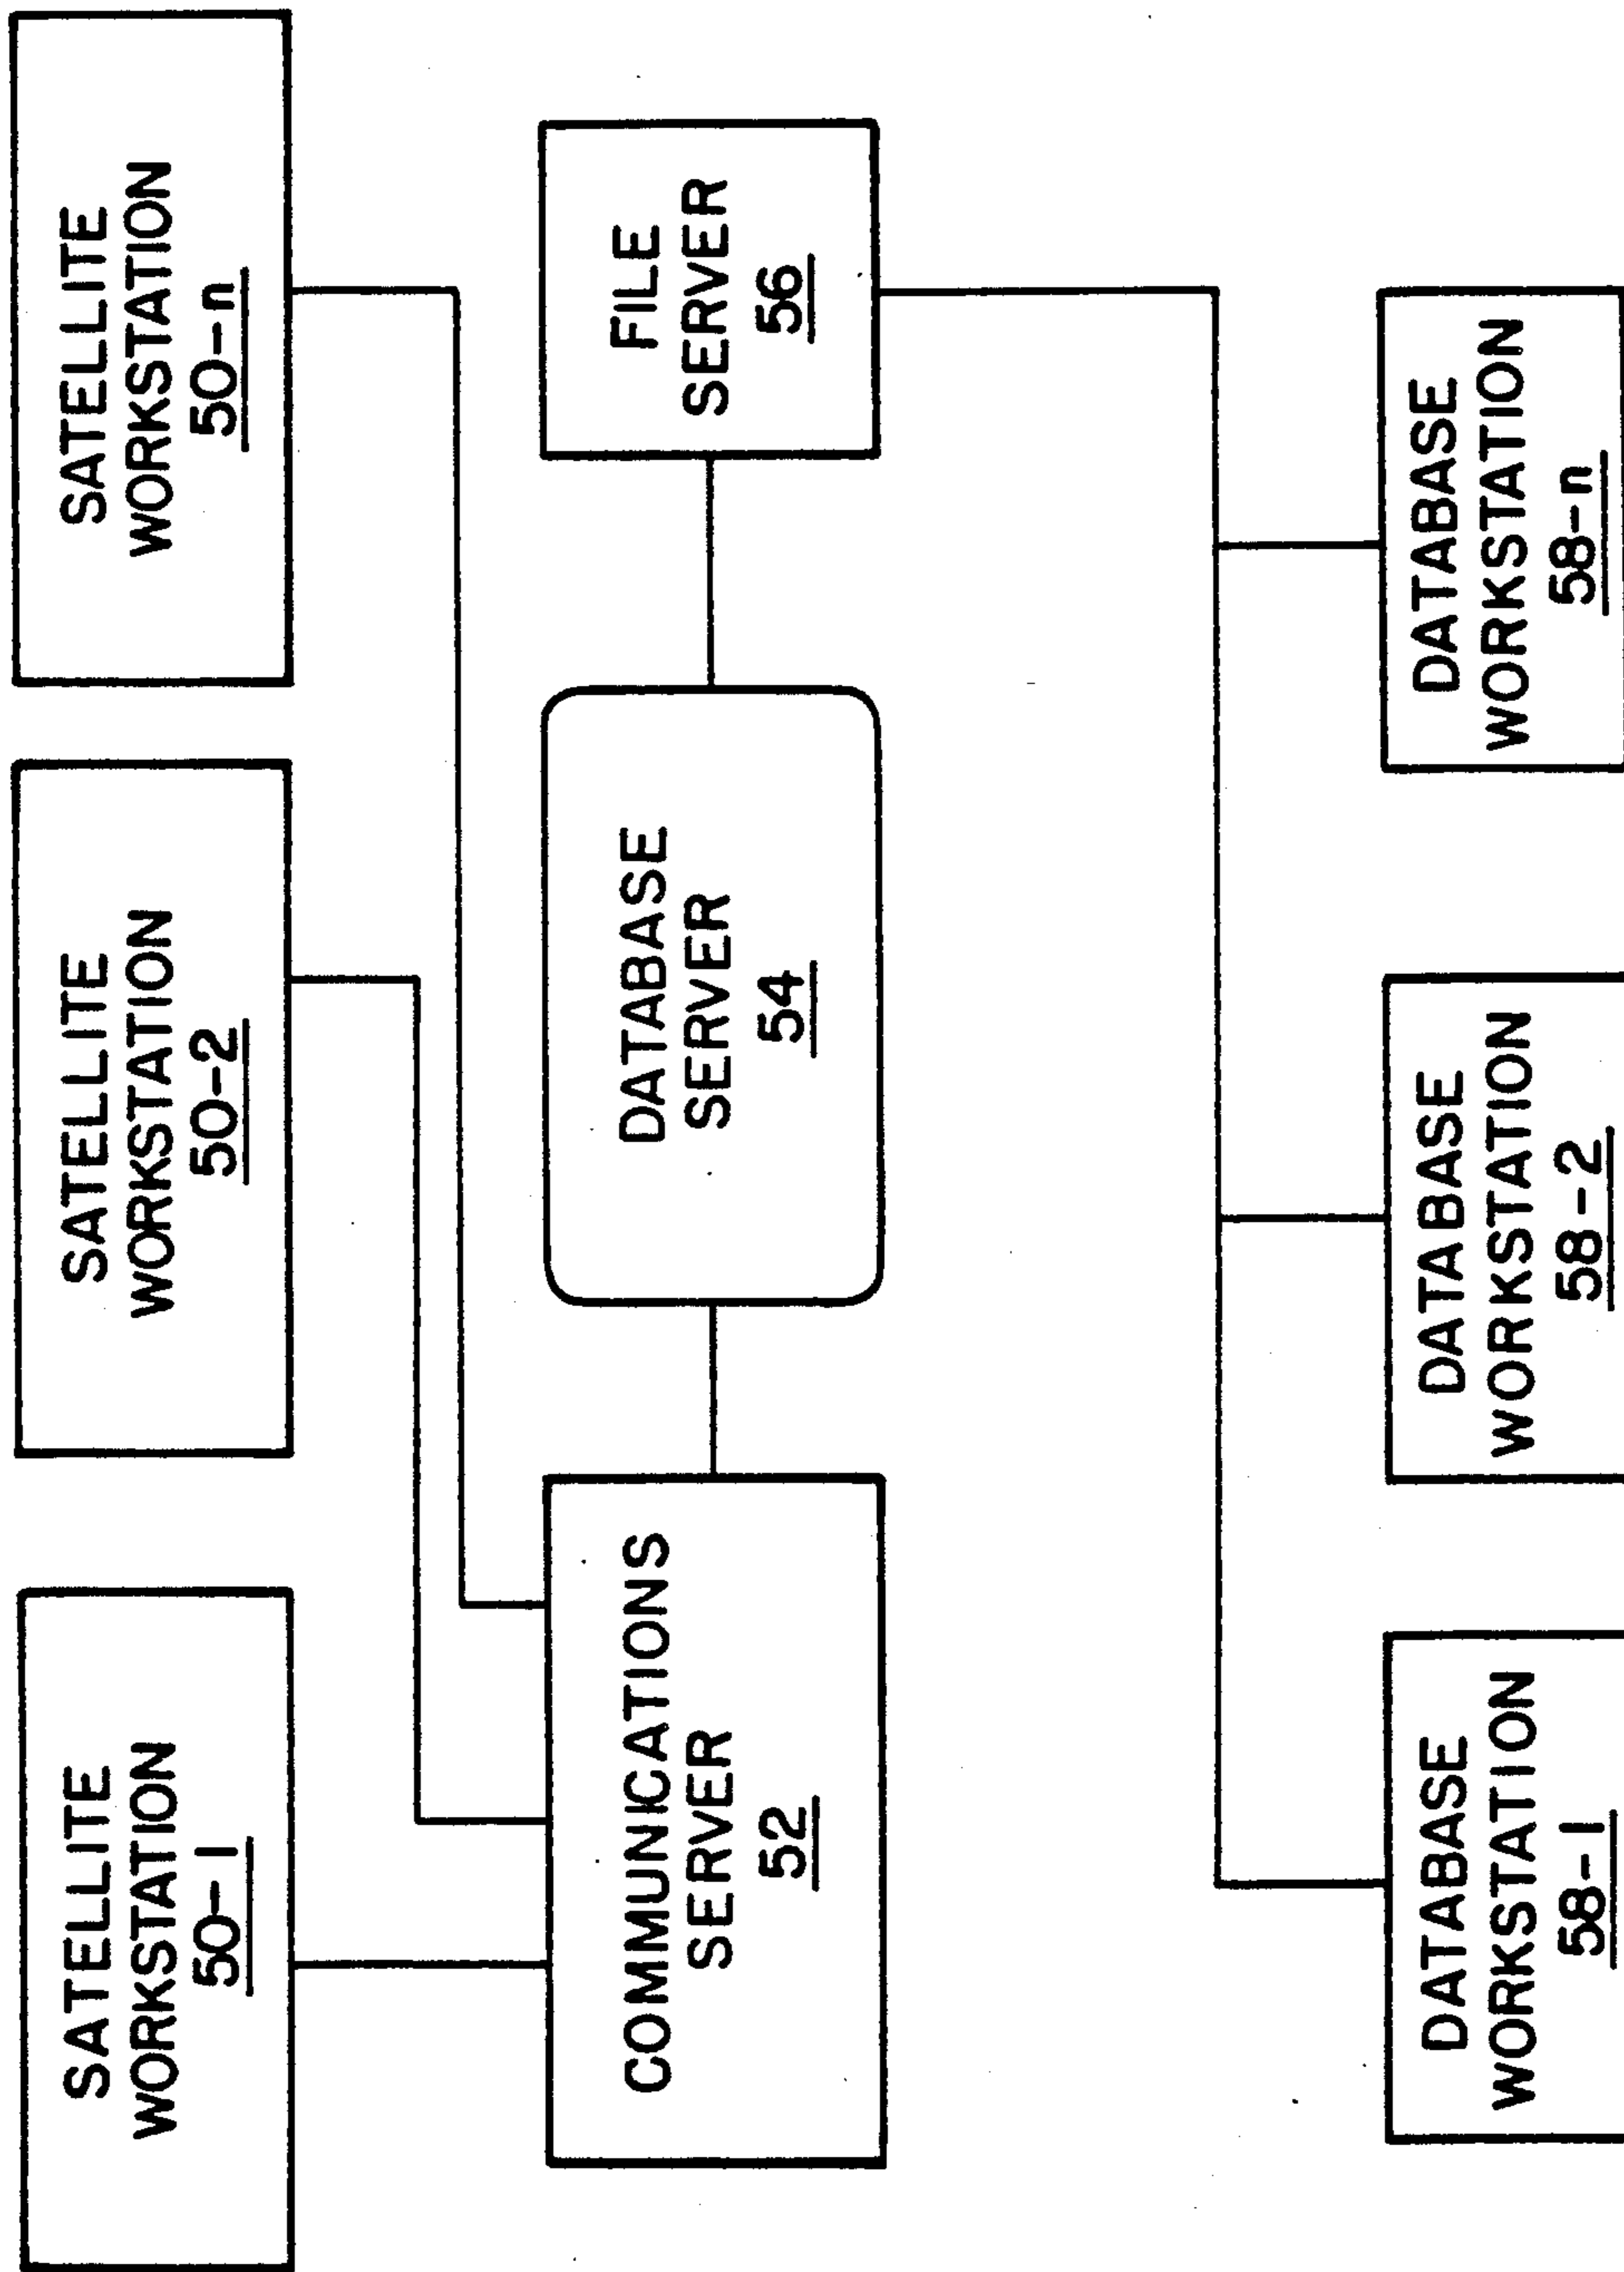 SATELLITE
WORKSTATION
50-1
SATELLITE
WORKSTATION
50-2
SATELLITE
WORKSTATION
50-n
COMMUNICATIONS
SERVER
52
DATABASE
SERVER
54
FILE
SERVER
56
DATABASE
WORKSTATION
58-1
DATABASE
WORKSTATION
58-2
DATABASE
WORKSTATION
58-n